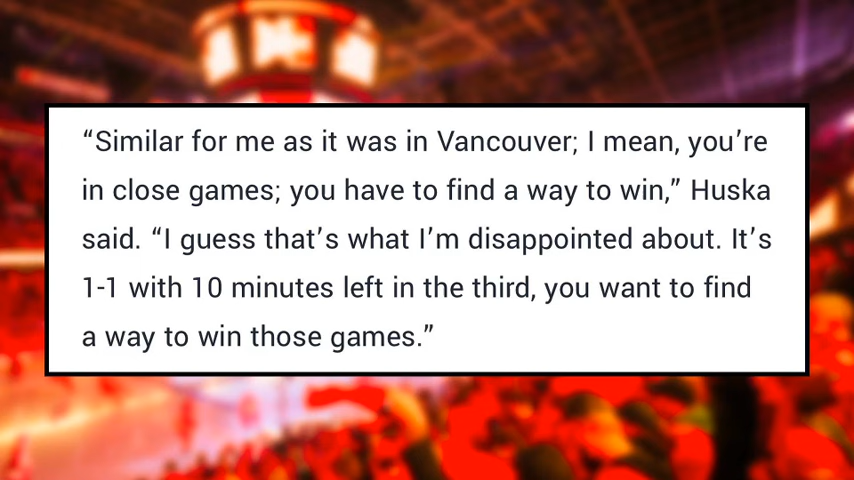 “Similar for me as it was in Vancouver; I mean, you’re
in close games; you have to find a way to win,” Huska
said. “I guess that’s what I’m disappointed about. It’s
1-1 with 10 minutes left in the third, you want to find
a way to win those games.”